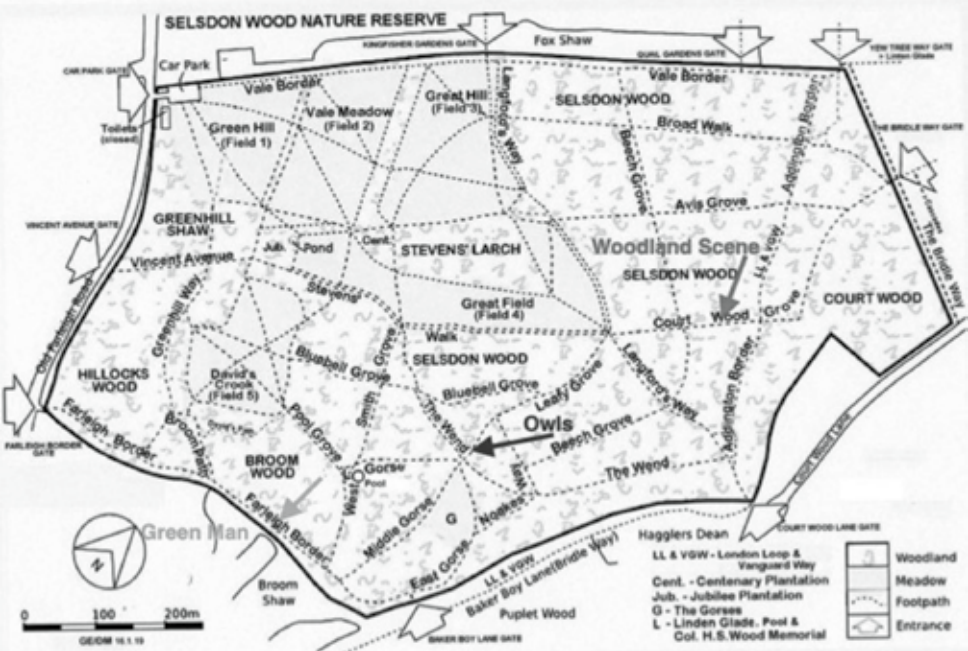 SELSDON WOOD NATURE RESERVE
KINGFISHER GARDENS GATE
Fox Shaw
QUAIL GARDENS GATE
YEW TREE WAY GATE
+ Linden Glade
CAR PARK GATE
Car Park
Vale Border
Vale Border
Toilets
(closed)
Green Hill
(Field 1)
Vale Meadow
(Field 2)
Great Hill
(Field 3)
Langford's Way
SELSDON WOOD
Broad Walk
Beech Grove
Addington Border
THE BRIDLE WAY GATE
Avis Grove
The Bridle Way
GREENHILL
SHAW
VINCENT AVENUE GATE
Vincent Avenue
Jub.
Pond
Cent.
STEVENS' LARCH
Woodland Scene
SELSDON WOOD
LL & VGW
COURT WOOD
Stevens'
Walk
Great Field
(Field 4)
Court Wood Grove
Old Farleigh Road
Greenhill Way
HILLOCKS
WOOD
David's
Crook
(Field 5)
Bluebell Grove
Smith Grove
SELSDON WOOD
Bluebell Grove
Leafy Grove
Langford's Way
Addington Border
FARLEIGH BORDER
GATE
Farleigh Border
Broom Path
BROOM
WOOD
Pool Grove
The Wend
Owls
Beech Grove
The Wend
Court Wood Lane
West
Gorse
Pool
Green Man
Farleigh Border
Middle Gorse
G
Noakes
East Gorse
LL & VGW
Baker Boy Lane (Bridle Way)
Hagglers Dean
COURT WOOD LANE GATE
N
Broom
Shaw
Puplet Wood
BAKER BOY LANE GATE
0 100 200m
GE/DM 16.1.19
LL & VGW - London Loop &
Vanguard Way
Cent. - Centenary Plantation
Jub. - Jubilee Plantation
G - The Gorses
L - Linden Glade, Pool &
Col. H.S.Wood Memorial
Woodland
Meadow
Footpath
Entrance